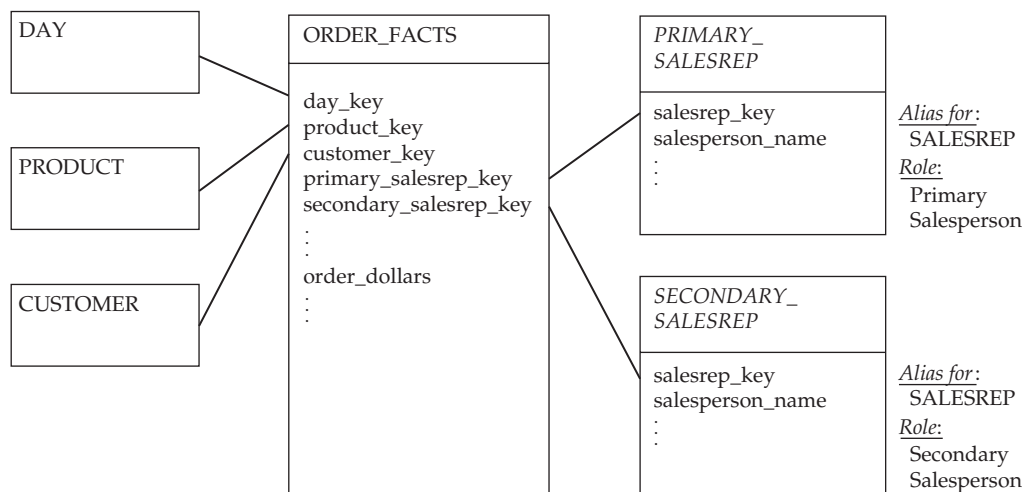 DAY
PRODUCT
CUSTOMER
ORDER_FACTS
day_key
product_key
customer_key
primary_salesrep_key
secondary_salesrep_key
.
.
.
order_dollars
.
.
.
PRIMARY_
SALESREP
salesrep_key
salesperson_name
.
.
.
Alias for:
SALESREP
Role:
Primary
Salesperson
SECONDARY_
SALESREP
salesrep_key
salesperson_name
.
.
.
Alias for:
SALESREP
Role:
Secondary
Salesperson